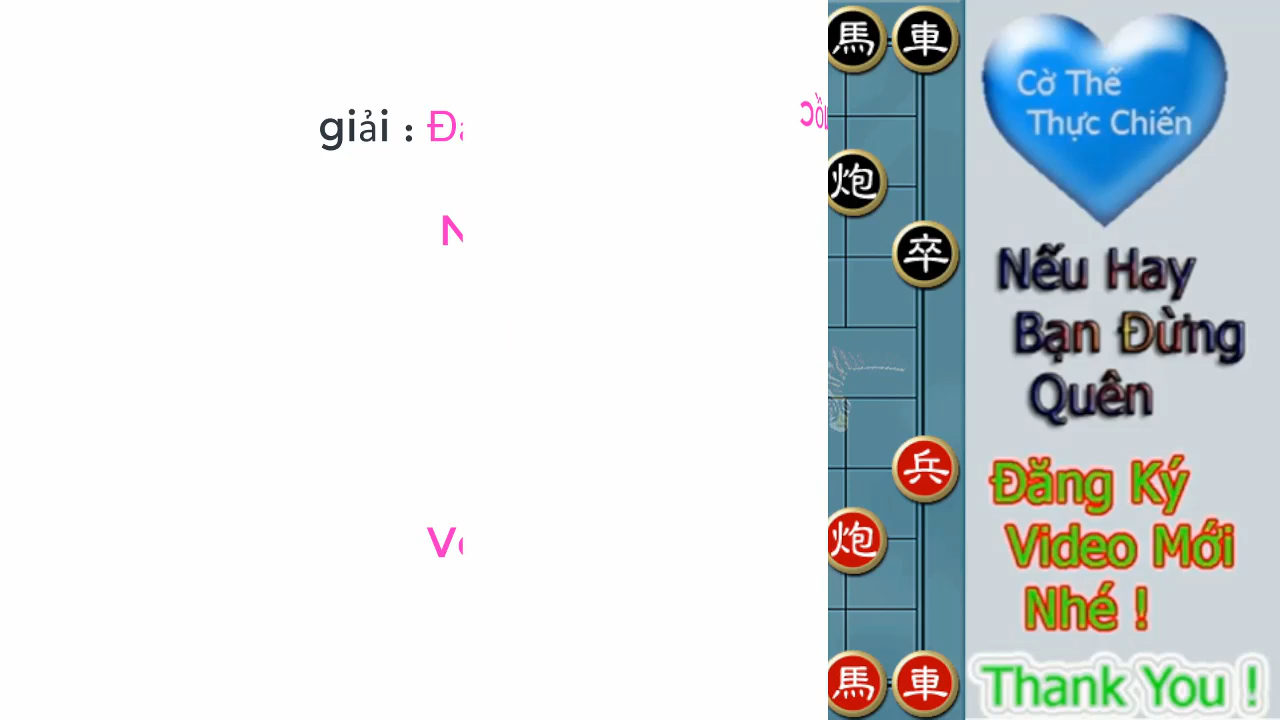 giải :
馬 車
炮
卒
兵
炮
馬 車
Cờ Thế
Thực Chiến
Nếu Hay
Bạn Đừng
Quên
Đăng Ký
Video Mới
Nhé !
Thank You !